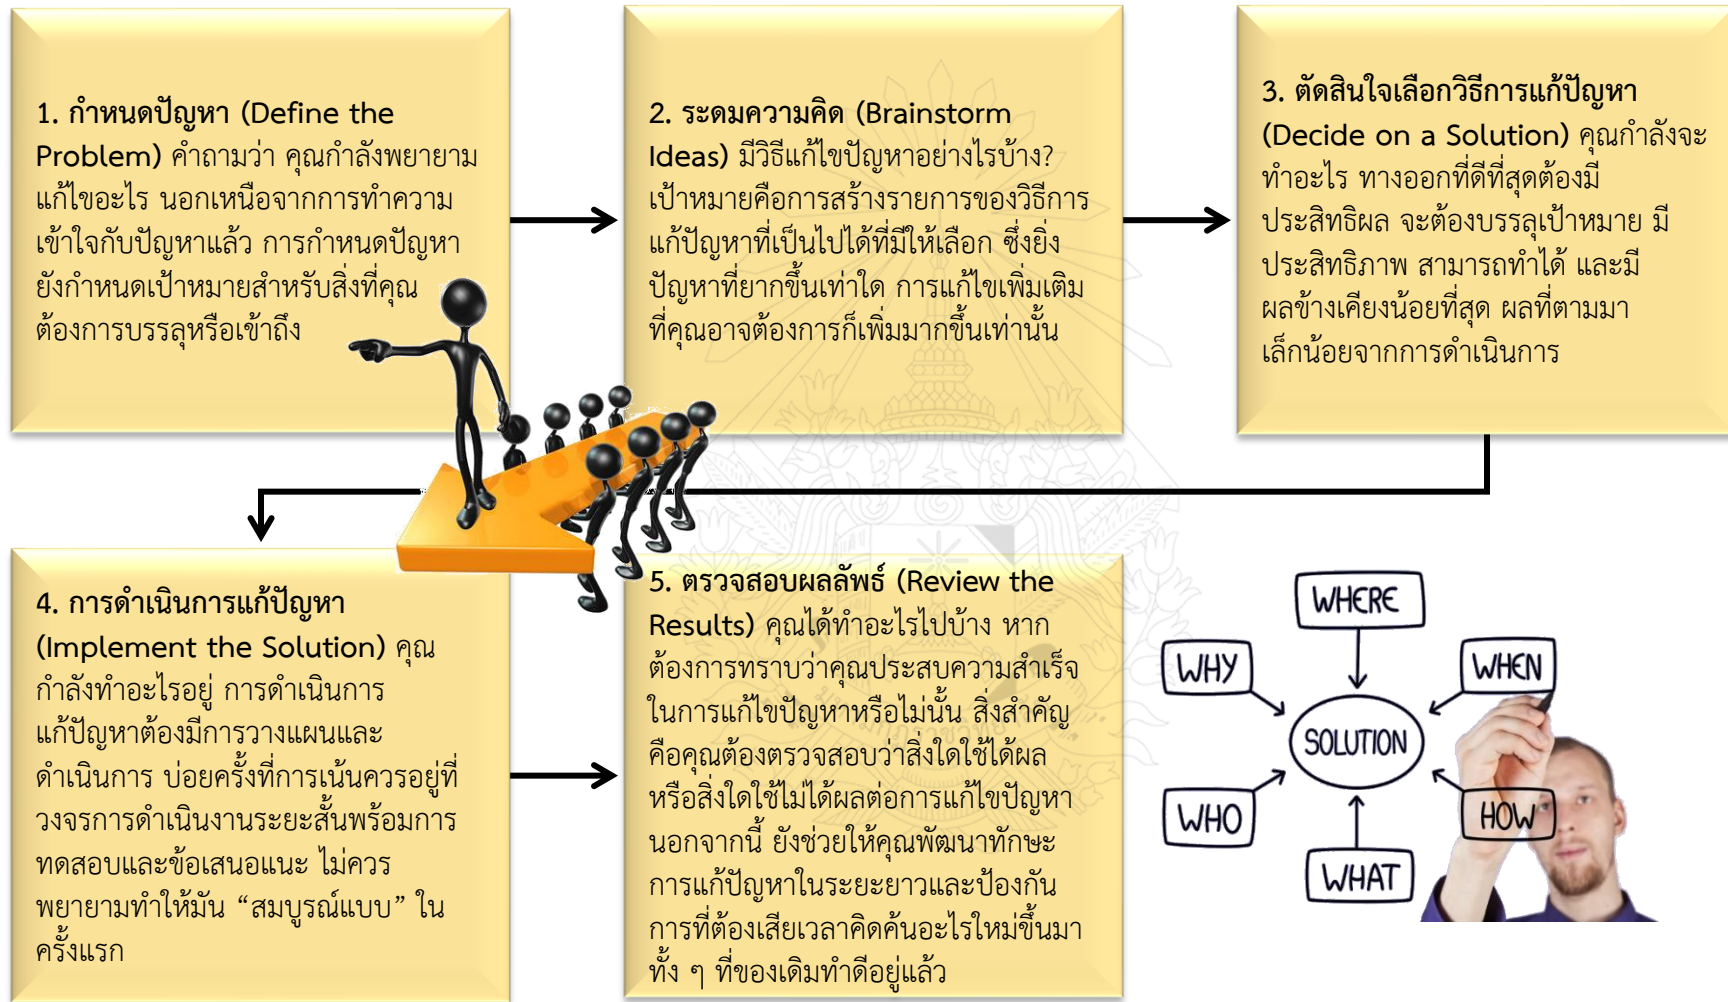 1. กำหนดปัญหา (Define the
Problem) คำถามว่า คุณกำลังพยายาม
แก้ไขอะไร นอกเหนือจากการทำความ
เข้าใจกับปัญหาแล้ว การกำหนดปัญหา
ยังกำหนดเป้าหมายสำหรับสิ่งที่คุณ
ต้องการบรรลุหรือเข้าถึง
2. ระดมความคิด (Brainstorm
Ideas) มีวิธีแก้ไขปัญหาอย่างไรบ้าง?
เป้าหมายคือการสร้างรายการของวิธีการ
แก้ปัญหาที่เป็นไปได้ที่มีให้เลือก ซึ่งยิ่ง
ปัญหาที่ยากขึ้นเท่าใด การแก้ไขเพิ่มเติม
ที่คุณอาจต้องการก็เพิ่มมากขึ้นเท่านั้น
3. ตัดสินใจเลือกวิธีการแก้ปัญหา
(Decide on a Solution) คุณกำลังจะ
ทำอะไร ทางออกที่ดีที่สุดต้องมี
ประสิทธิผล จะต้องบรรลุเป้าหมาย มี
ประสิทธิภาพ สามารถทำได้ และมี
ผลข้างเคียงน้อยที่สุด ผลที่ตามมา
เล็กน้อยจากการดำเนินการ
4. การดำเนินการแก้ปัญหา
(Implement the Solution) คุณ
กำลังทำอะไรอยู่ การดำเนินการ
แก้ปัญหาต้องมีการวางแผนและ
ดำเนินการ บ่อยครั้งที่การเน้นควรอยู่ที่
วงจรการดำเนินงานระยะสั้นพร้อมการ
ทดสอบและข้อเสนอแนะ ไม่ควร
พยายามทำให้มัน “สมบูรณ์แบบ” ใน
ครั้งแรก
5. ตรวจสอบผลลัพธ์ (Review the
Results) คุณได้ทำอะไรไปบ้าง หาก
ต้องการทราบว่าคุณประสบความสำเร็จ
ในการแก้ไขปัญหาหรือไม่นั้น สิ่งสำคัญ
คือคุณต้องตรวจสอบว่าสิ่งใดใช้ได้ผล
หรือสิ่งใดใช้ไม่ได้ผลต่อการแก้ไขปัญหา
นอกจากนี้ ยังช่วยให้คุณพัฒนาทักษะ
การแก้ปัญหาในระยะยาวและป้องกัน
การที่ต้องเสียเวลาคิดค้นอะไรใหม่ขึ้นมา
ทั้ง ๆ ที่ของเดิมทำดีอยู่แล้ว
WHERE
WHY
WHEN
SOLUTION
WHO
HOW
WHAT